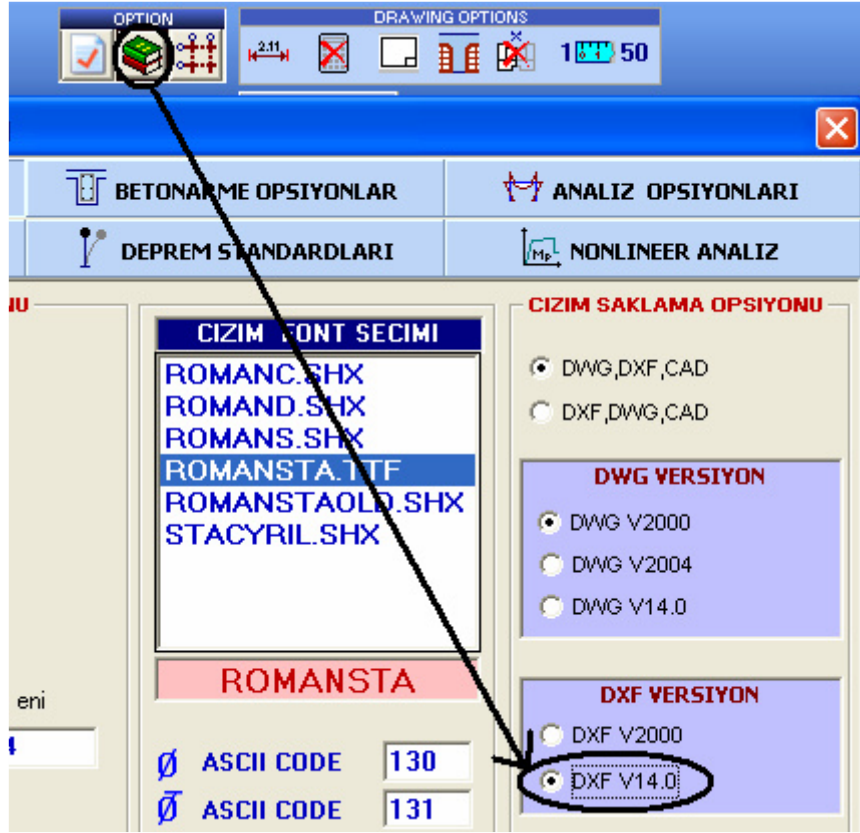 OPTION
DRAWING OPTIONS
2.11
1 50
BETONARME OPSIYONLAR
ANALIZ OPSIYONLARI
DEPREM STANDARDLARI
Mp NONLINEER ANALIZ
NU
CIZIM FONT SECIMI
ROMANC.SHX
ROMAND.SHX
ROMANS.SHX
ROMANSTA.TTF
ROMANSTAOLD.SHX
STACYRIL.SHX
ROMANSTA
eni
Ø ASCII CODE 130
Ø ASCII CODE 131
CIZIM SAKLAMA OPSIYONU
DWG,DXF,CAD
DXF,DWG,CAD
DWG VERSIYON
DWG V2000
DWG V2004
DWG V14.0
DXF VERSIYON
DXF V2000
DXF V14.0